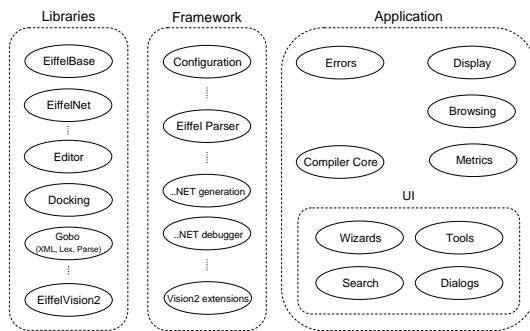 Libraries
EiffelBase
EiffelNet
Editor
Docking
Gobo
(XML, Lex, Parse)
EiffelVision2
Framework
Configuration
Eiffel Parser
..NET generation
..NET debugger
Vision2 extensions
Application
Errors
Display
Browsing
Compiler Core
Metrics
UI
Wizards
Tools
Search
Dialogs